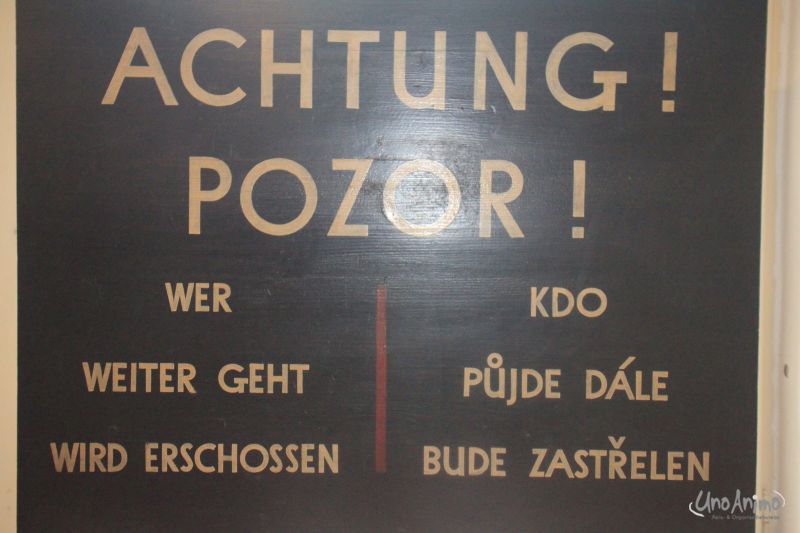 ACHTUNG!
POZOR!
WER
WEITER GEHT
WIRD ERSCHOSSEN
KDO
PŮJDE DÁLE
BUDE ZASTŘELEN
UnoAnimo